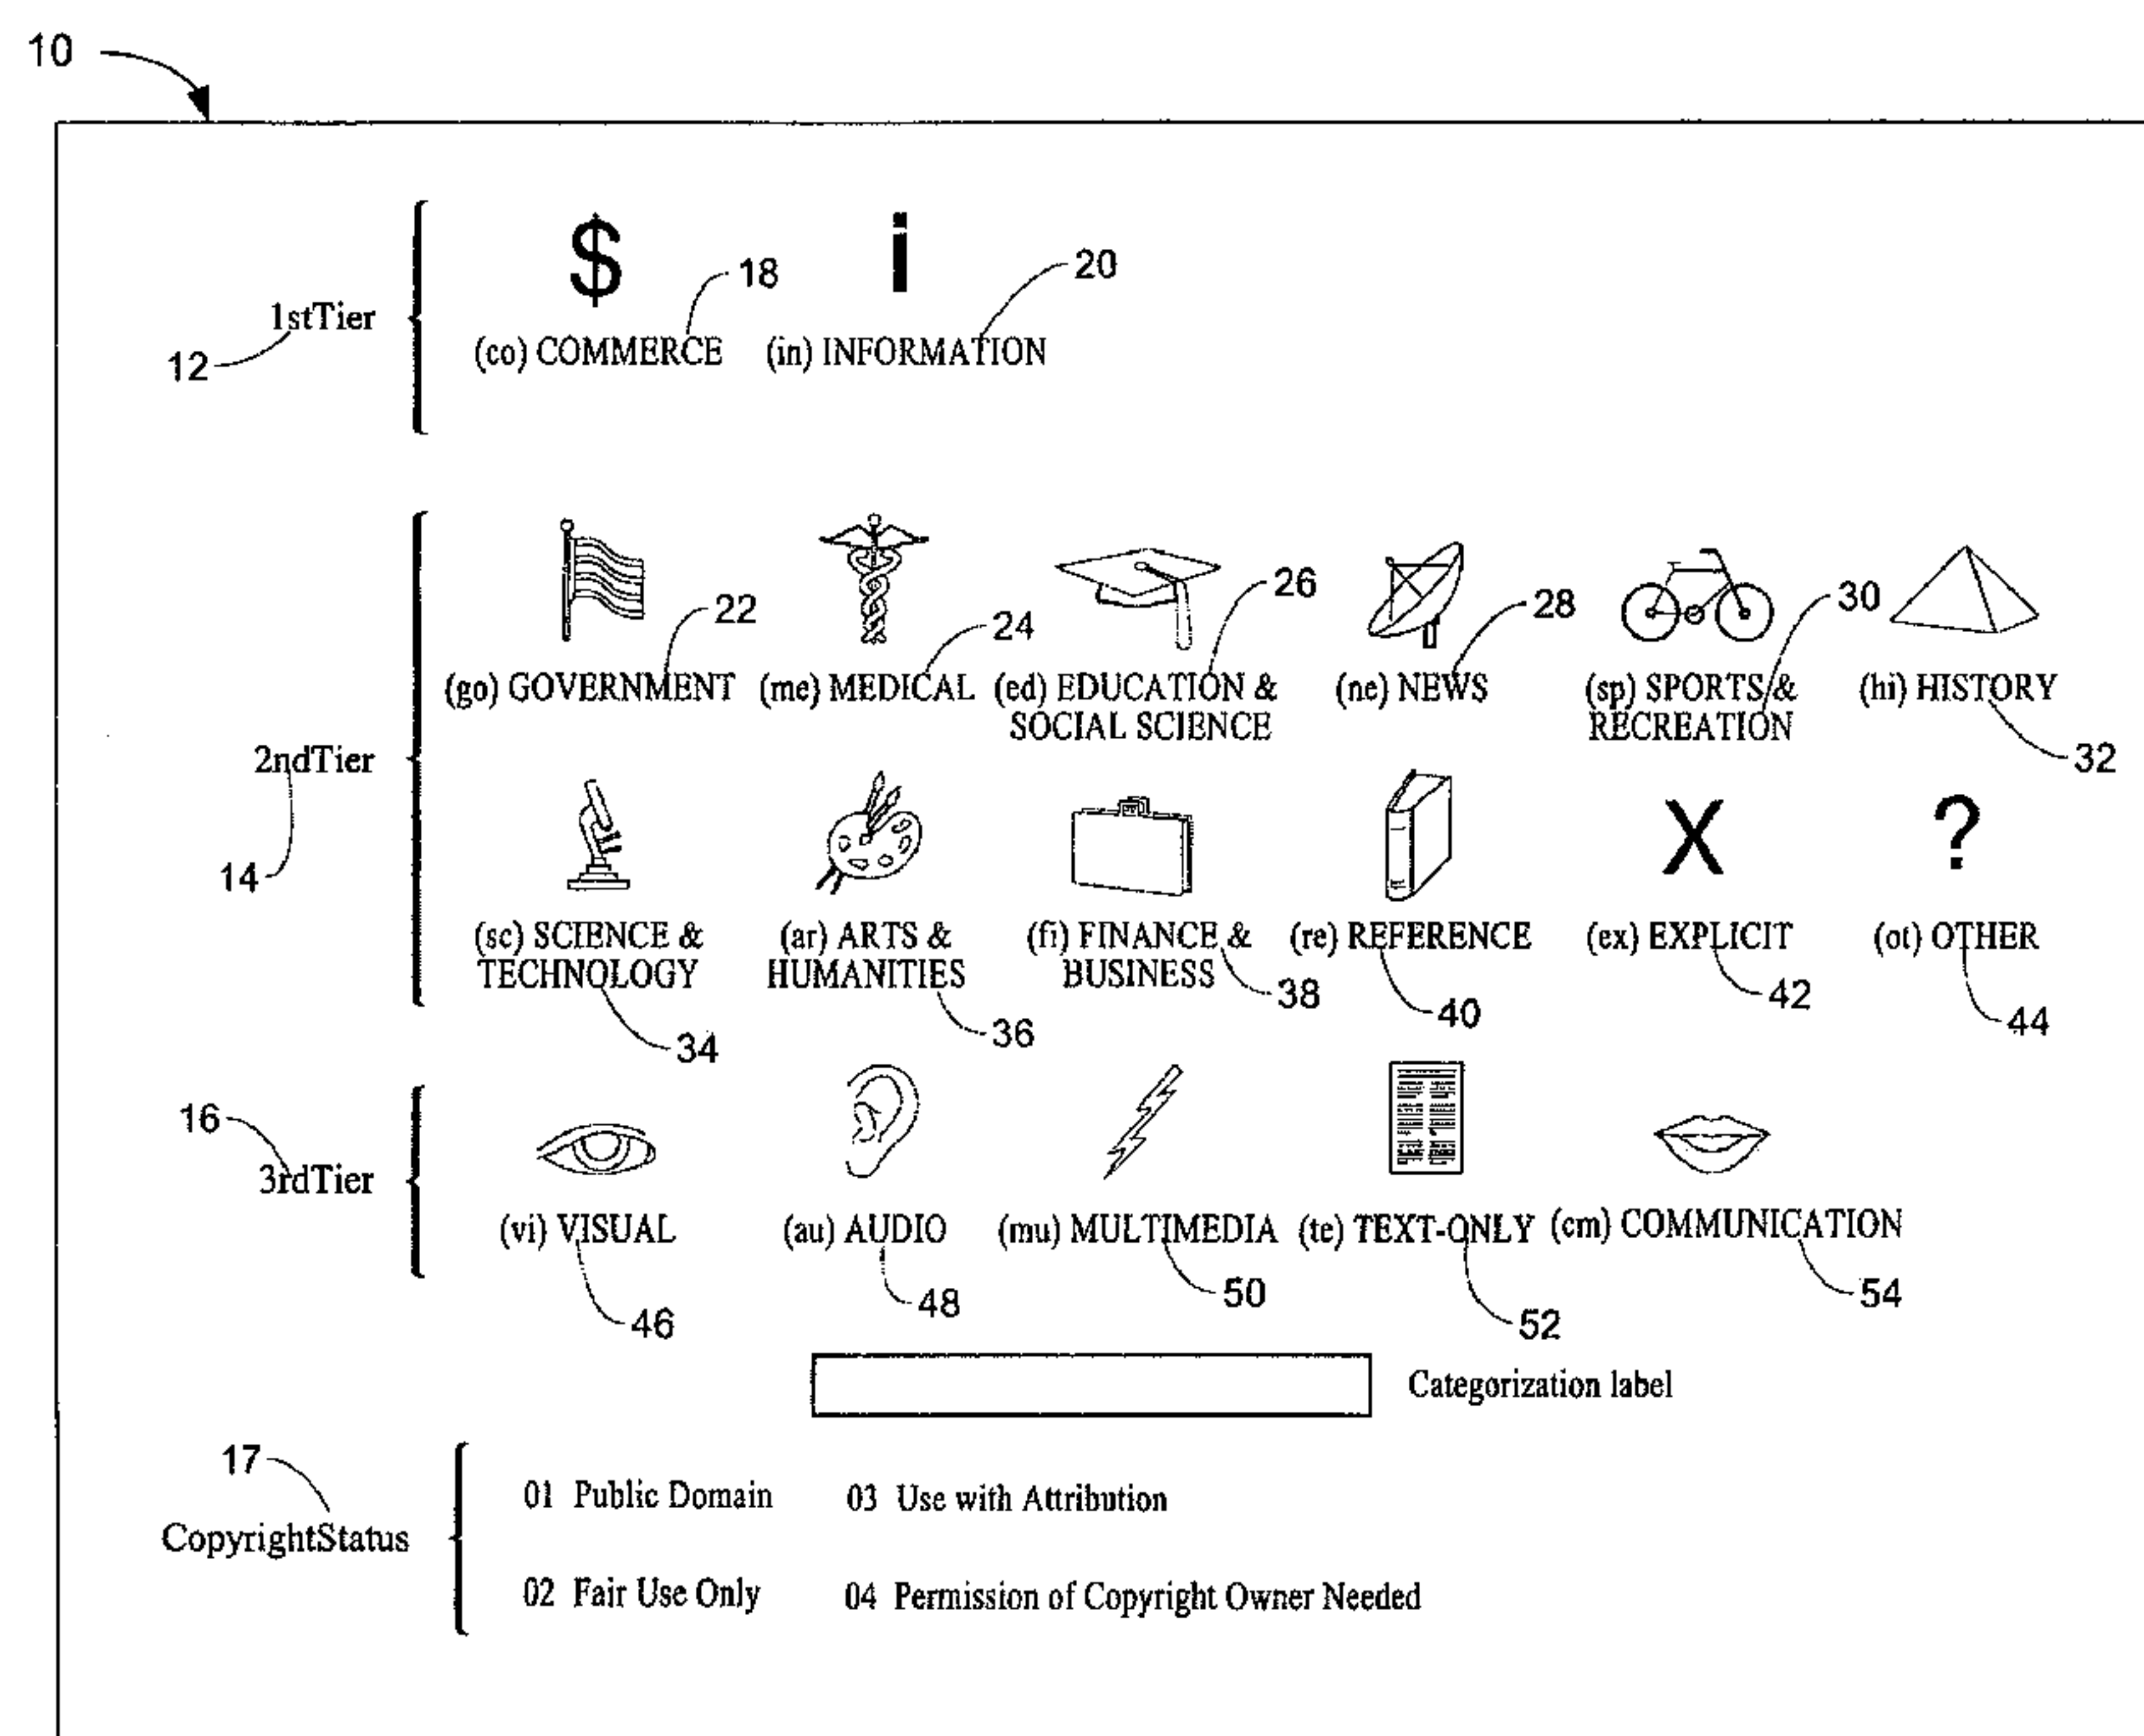 10
$ i
18 20
1stTier
12
(co) COMMERCE (in) INFORMATION
22 24 26 28 30
(go) GOVERNMENT (me) MEDICAL (ed) EDUCATION & SOCIAL SCIENCE (ne) NEWS (sp) SPORTS & RECREATION (hi) HISTORY
32
2ndTier
14
X ?
(sc) SCIENCE & TECHNOLOGY (ar) ARTS & HUMANITIES (fi) FINANCE & BUSINESS (re) REFERENCE (ex) EXPLICIT (ot) OTHER
34 36 38 40 42 44
16
3rdTier
(vi) VISUAL (au) AUDIO (mu) MULTIMEDIA (te) TEXT-ONLY (cm) COMMUNICATION
46 48 50 52 54
Categorization label
17
CopyrightStatus
01 Public Domain 03 Use with Attribution
02 Fair Use Only 04 Permission of Copyright Owner Needed